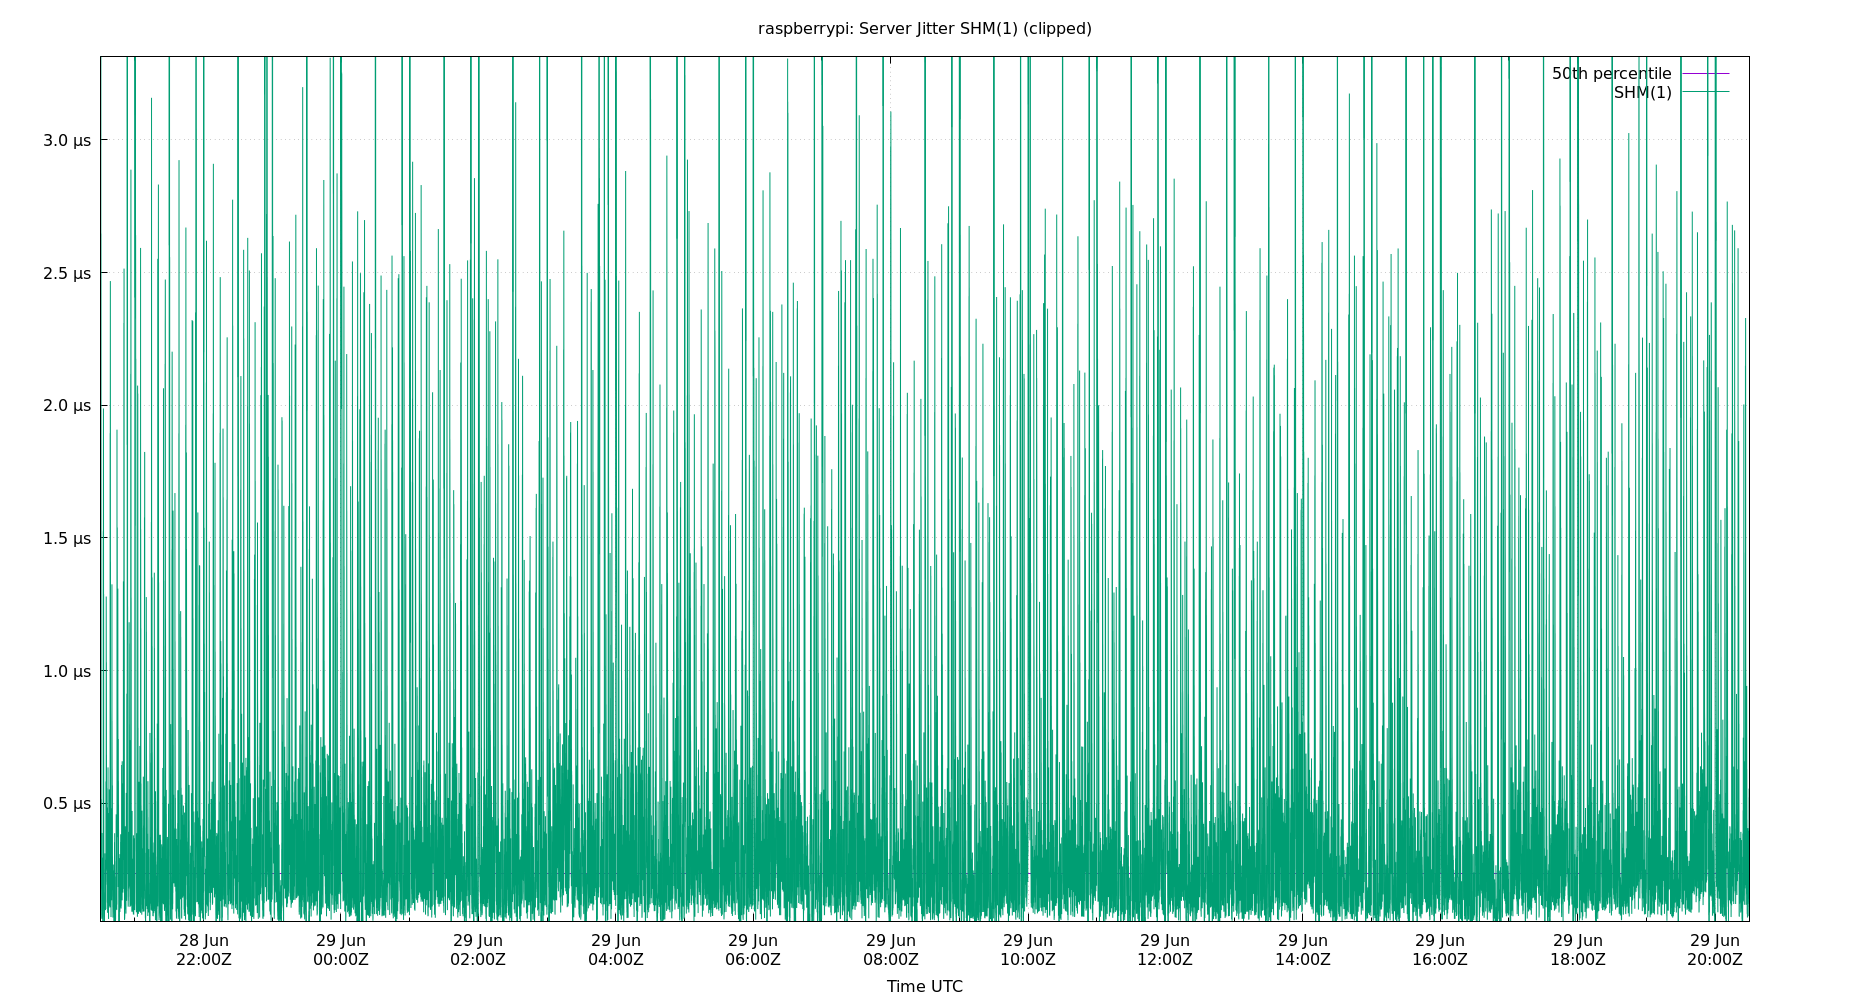 raspberrypi: Server Jitter SHM(1) (clipped)
50th percentile
SHM(1)
3.0 µs
2.5 µs
2.0 µs
1.5 µs
1.0 µs
0.5 µs
28 Jun 29 Jun 29 Jun 29 Jun 29 Jun 29 Jun 29 Jun 29 Jun 29 Jun 29 Jun 29 Jun 29 Jun
22:00Z 00:00Z 02:00Z 04:00Z 06:00Z 08:00Z 10:00Z 12:00Z 14:00Z 16:00Z 18:00Z 20:00Z
Time UTC